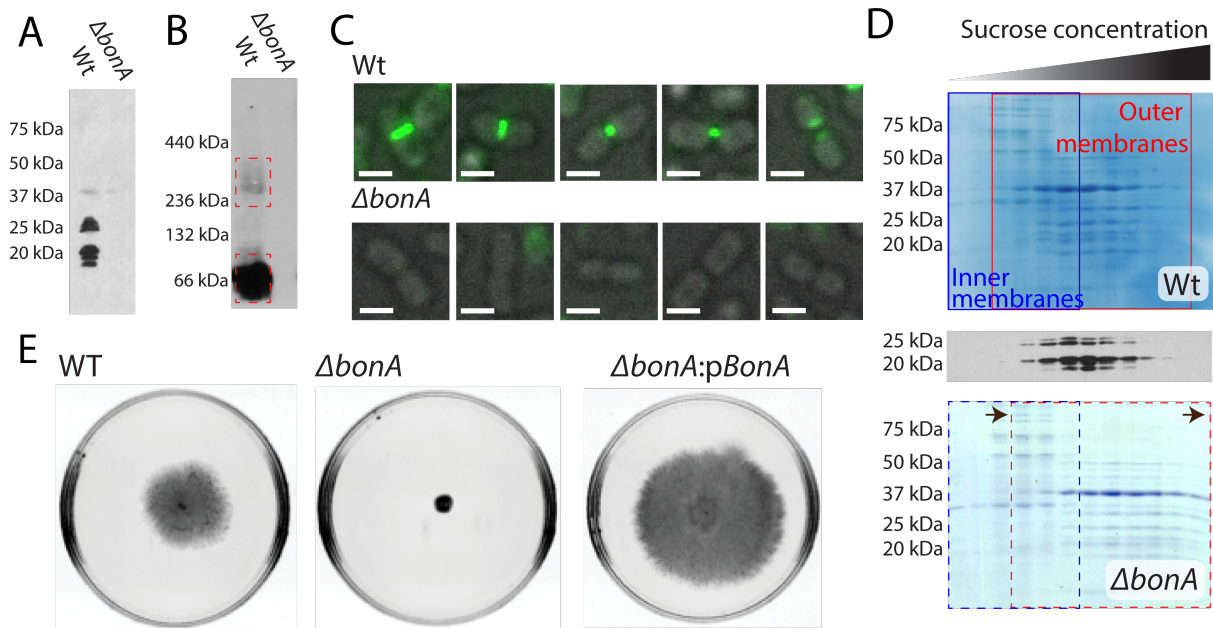 A
Wt
ΔbonA
75 kDa
50 kDa
37 kDa
25 kDa
20 kDa
B
Wt
ΔbonA
440 kDa
236 kDa
132 kDa
66 kDa
C
Wt
ΔbonA
D
Sucrose concentration
75 kDa
50 kDa
37 kDa
25 kDa
20 kDa
Outer
membranes
Inner
membranes
Wt
25 kDa
20 kDa
75 kDa
50 kDa
37 kDa
25 kDa
20 kDa
ΔbonA
E
WT
ΔbonA
ΔbonA:pBonA